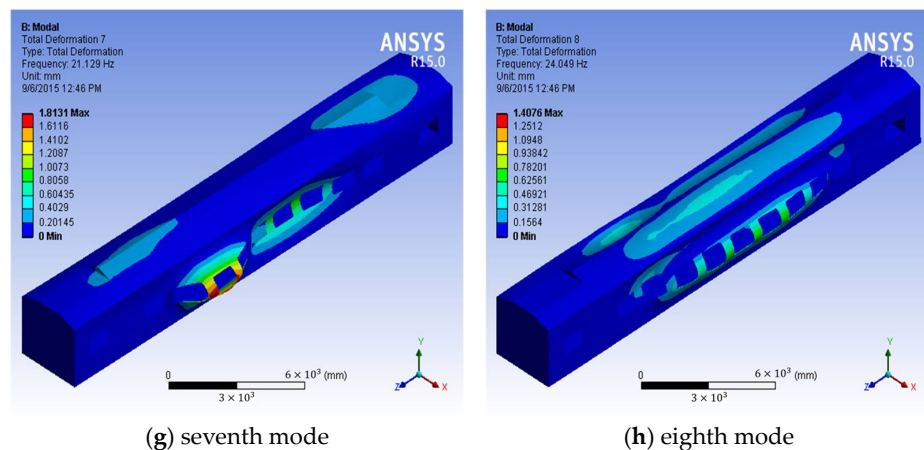 B: Modal
Total Deformation 7
Type: Total Deformation
Frequency: 21.129 Hz
Unit: mm
9/6/2015 12:46 PM
ANSYS
R15.0
1.8131 Max
1.6116
1.4102
1.2087
1.0073
0.8058
0.60435
0.4029
0.20145
0 Min
0
6 × 10³ (mm)
3 × 10³
Y
Z
X
(g) seventh mode
B: Modal
Total Deformation 8
Type: Total Deformation
Frequency: 24.049 Hz
Unit: mm
9/6/2015 12:46 PM
ANSYS
R15.0
1.4076 Max
1.2512
1.0948
0.93842
0.78201
0.62561
0.46921
0.31281
0.1564
0 Min
0
6 × 10³ (mm)
3 × 10³
Y
Z
X
(h) eighth mode